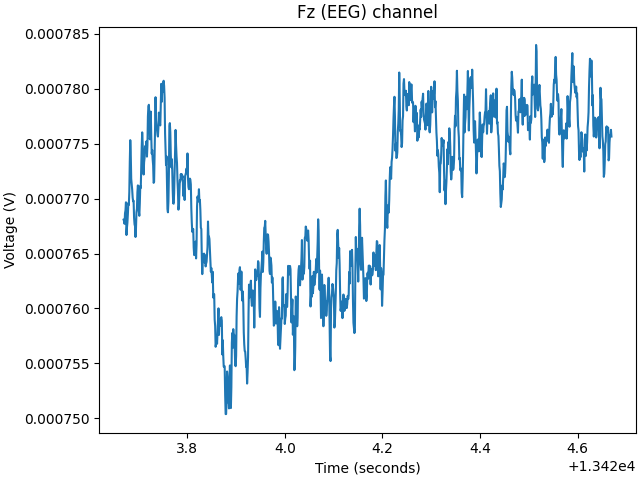 Fz (EEG) channel
Voltage (V)
0.000785
0.000780
0.000775
0.000770
0.000765
0.000760
0.000755
0.000750
3.8 4.0 4.2 4.4 4.6
Time (seconds)
+1.342e4